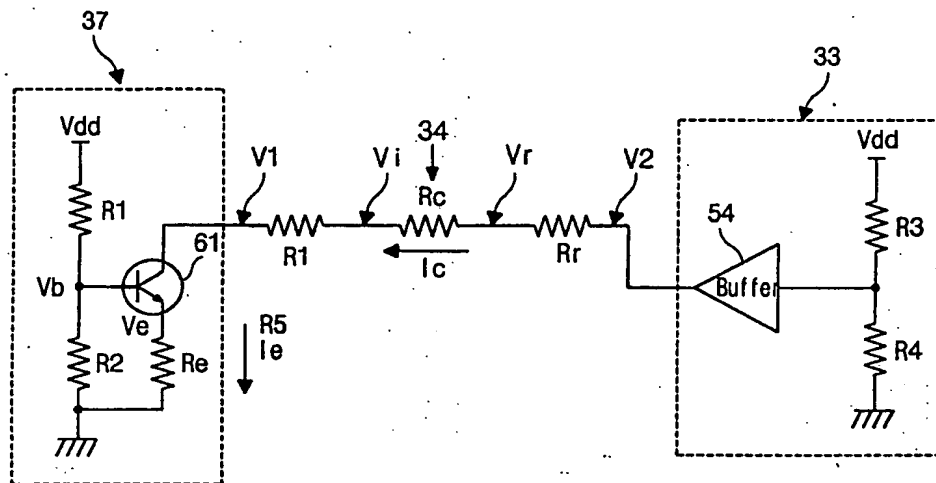 37
33
Vdd
34
Vdd
V1
Vi
Vr
V2
R1
61
Rc
54
R3
R1
Ic
Rr
Buffer
Vb
Ve
R5
Ie
R2
Re
R4